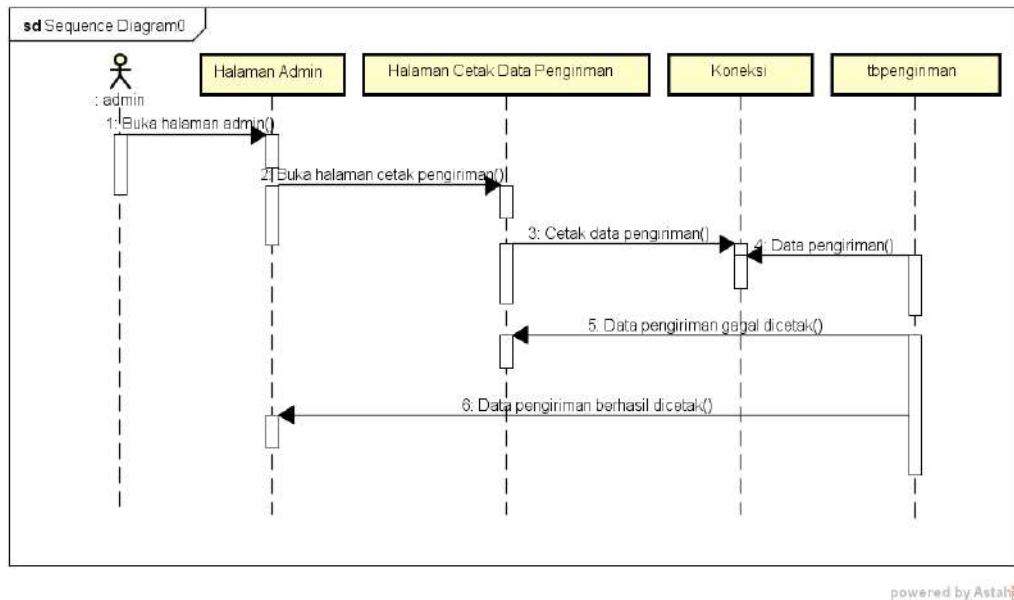 sd Sequence Diagram0
: admin
Halaman Admin
Halaman Cetak Data Pengiriman
Koneksi
tbpengiriman
1: Buka halaman admin()
2: Buka halaman cetak pengiriman()
3: Cetak data pengiriman()
4: Data pengiriman()
5: Data pengiriman gagal dicetak()
6: Data pengiriman berhasil dicetak()
powered by Astah